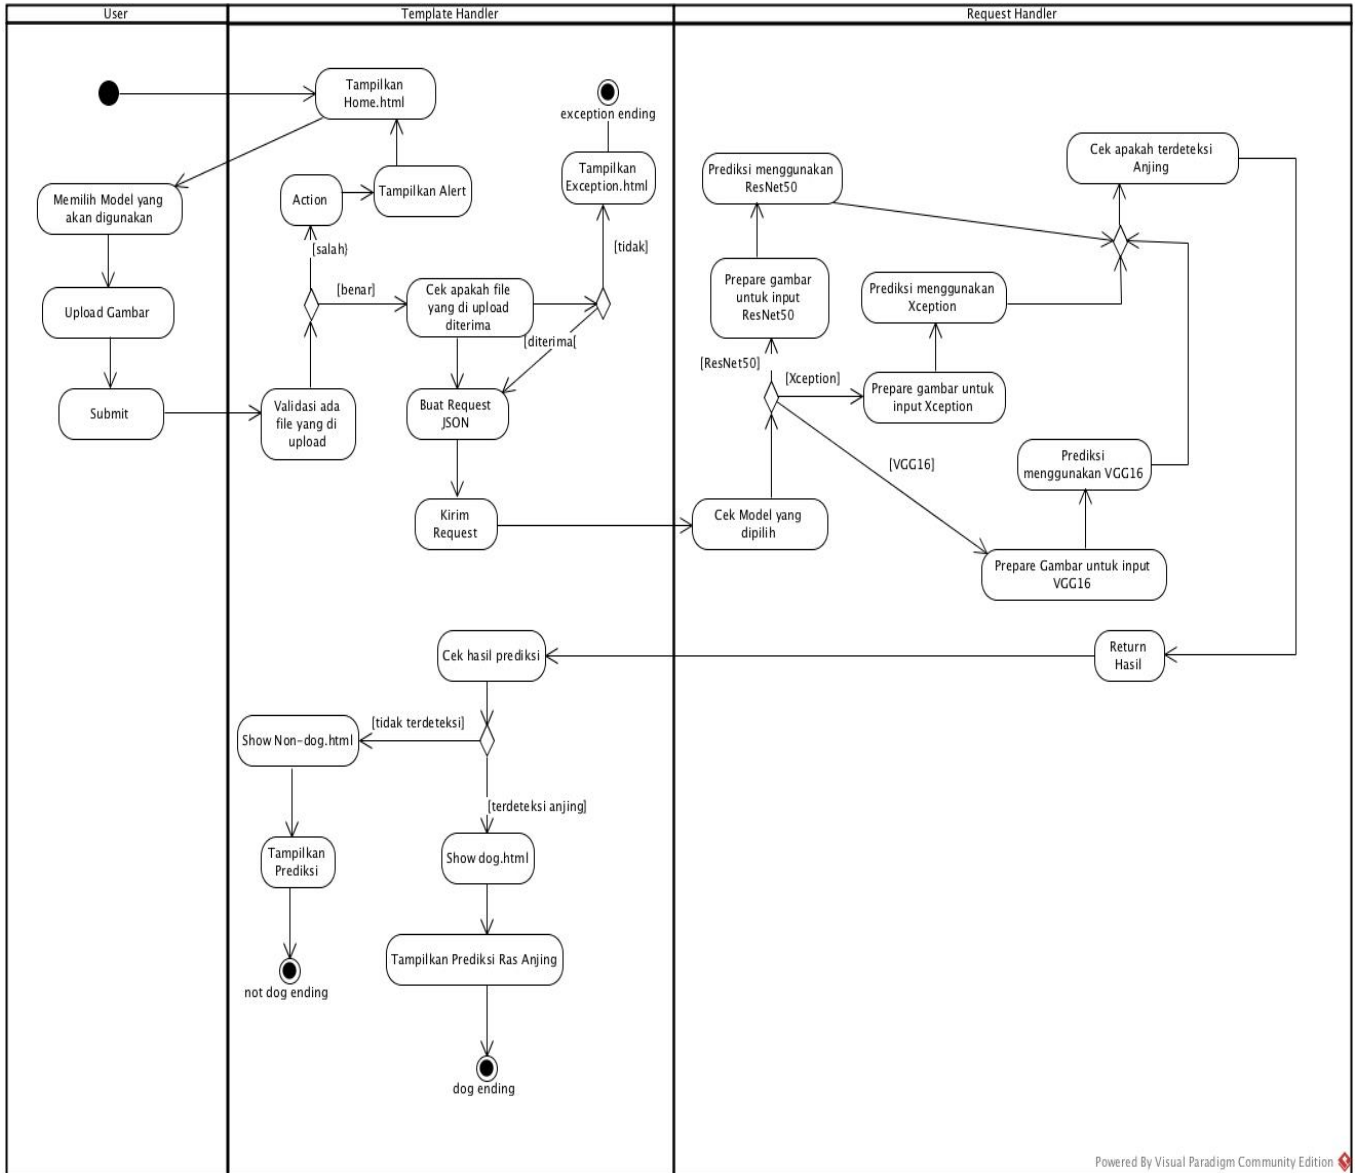 User
Template Handler
Request Handler
Tampilkan
Home.html
exception ending
Tampilkan
Exception.html
Action
Tampilkan Alert
[salah}
[benar]
[tidak]
Memilih Model yang
akan digunakan
Upload Gambar
Submit
Validasi ada
file yang di
upload
Cek apakah file
yang di upload
diterima
[diterima[
Buat Request
JSON
Kirim
Request
Prediksi menggunakan
ResNet50
Cek apakah terdeteksi
Anjing
Prepare gambar
untuk input
ResNet50
Prediksi menggunakan
Xception
[ResNet50]
[Xception]
Prepare gambar untuk
input Xception
[VGG16]
Prediksi
menggunakan VGG16
Cek Model yang
dipilih
Prepare Gambar untuk input
VGG16
Return
Hasil
Cek hasil prediksi
[tidak terdeteksi]
Show Non-dog.html
[terdeteksi anjing]
Tampilkan
Prediksi
Show dog.html
Tampilkan Prediksi Ras Anjing
not dog ending
dog ending
Powered By Visual Paradigm Community Edition